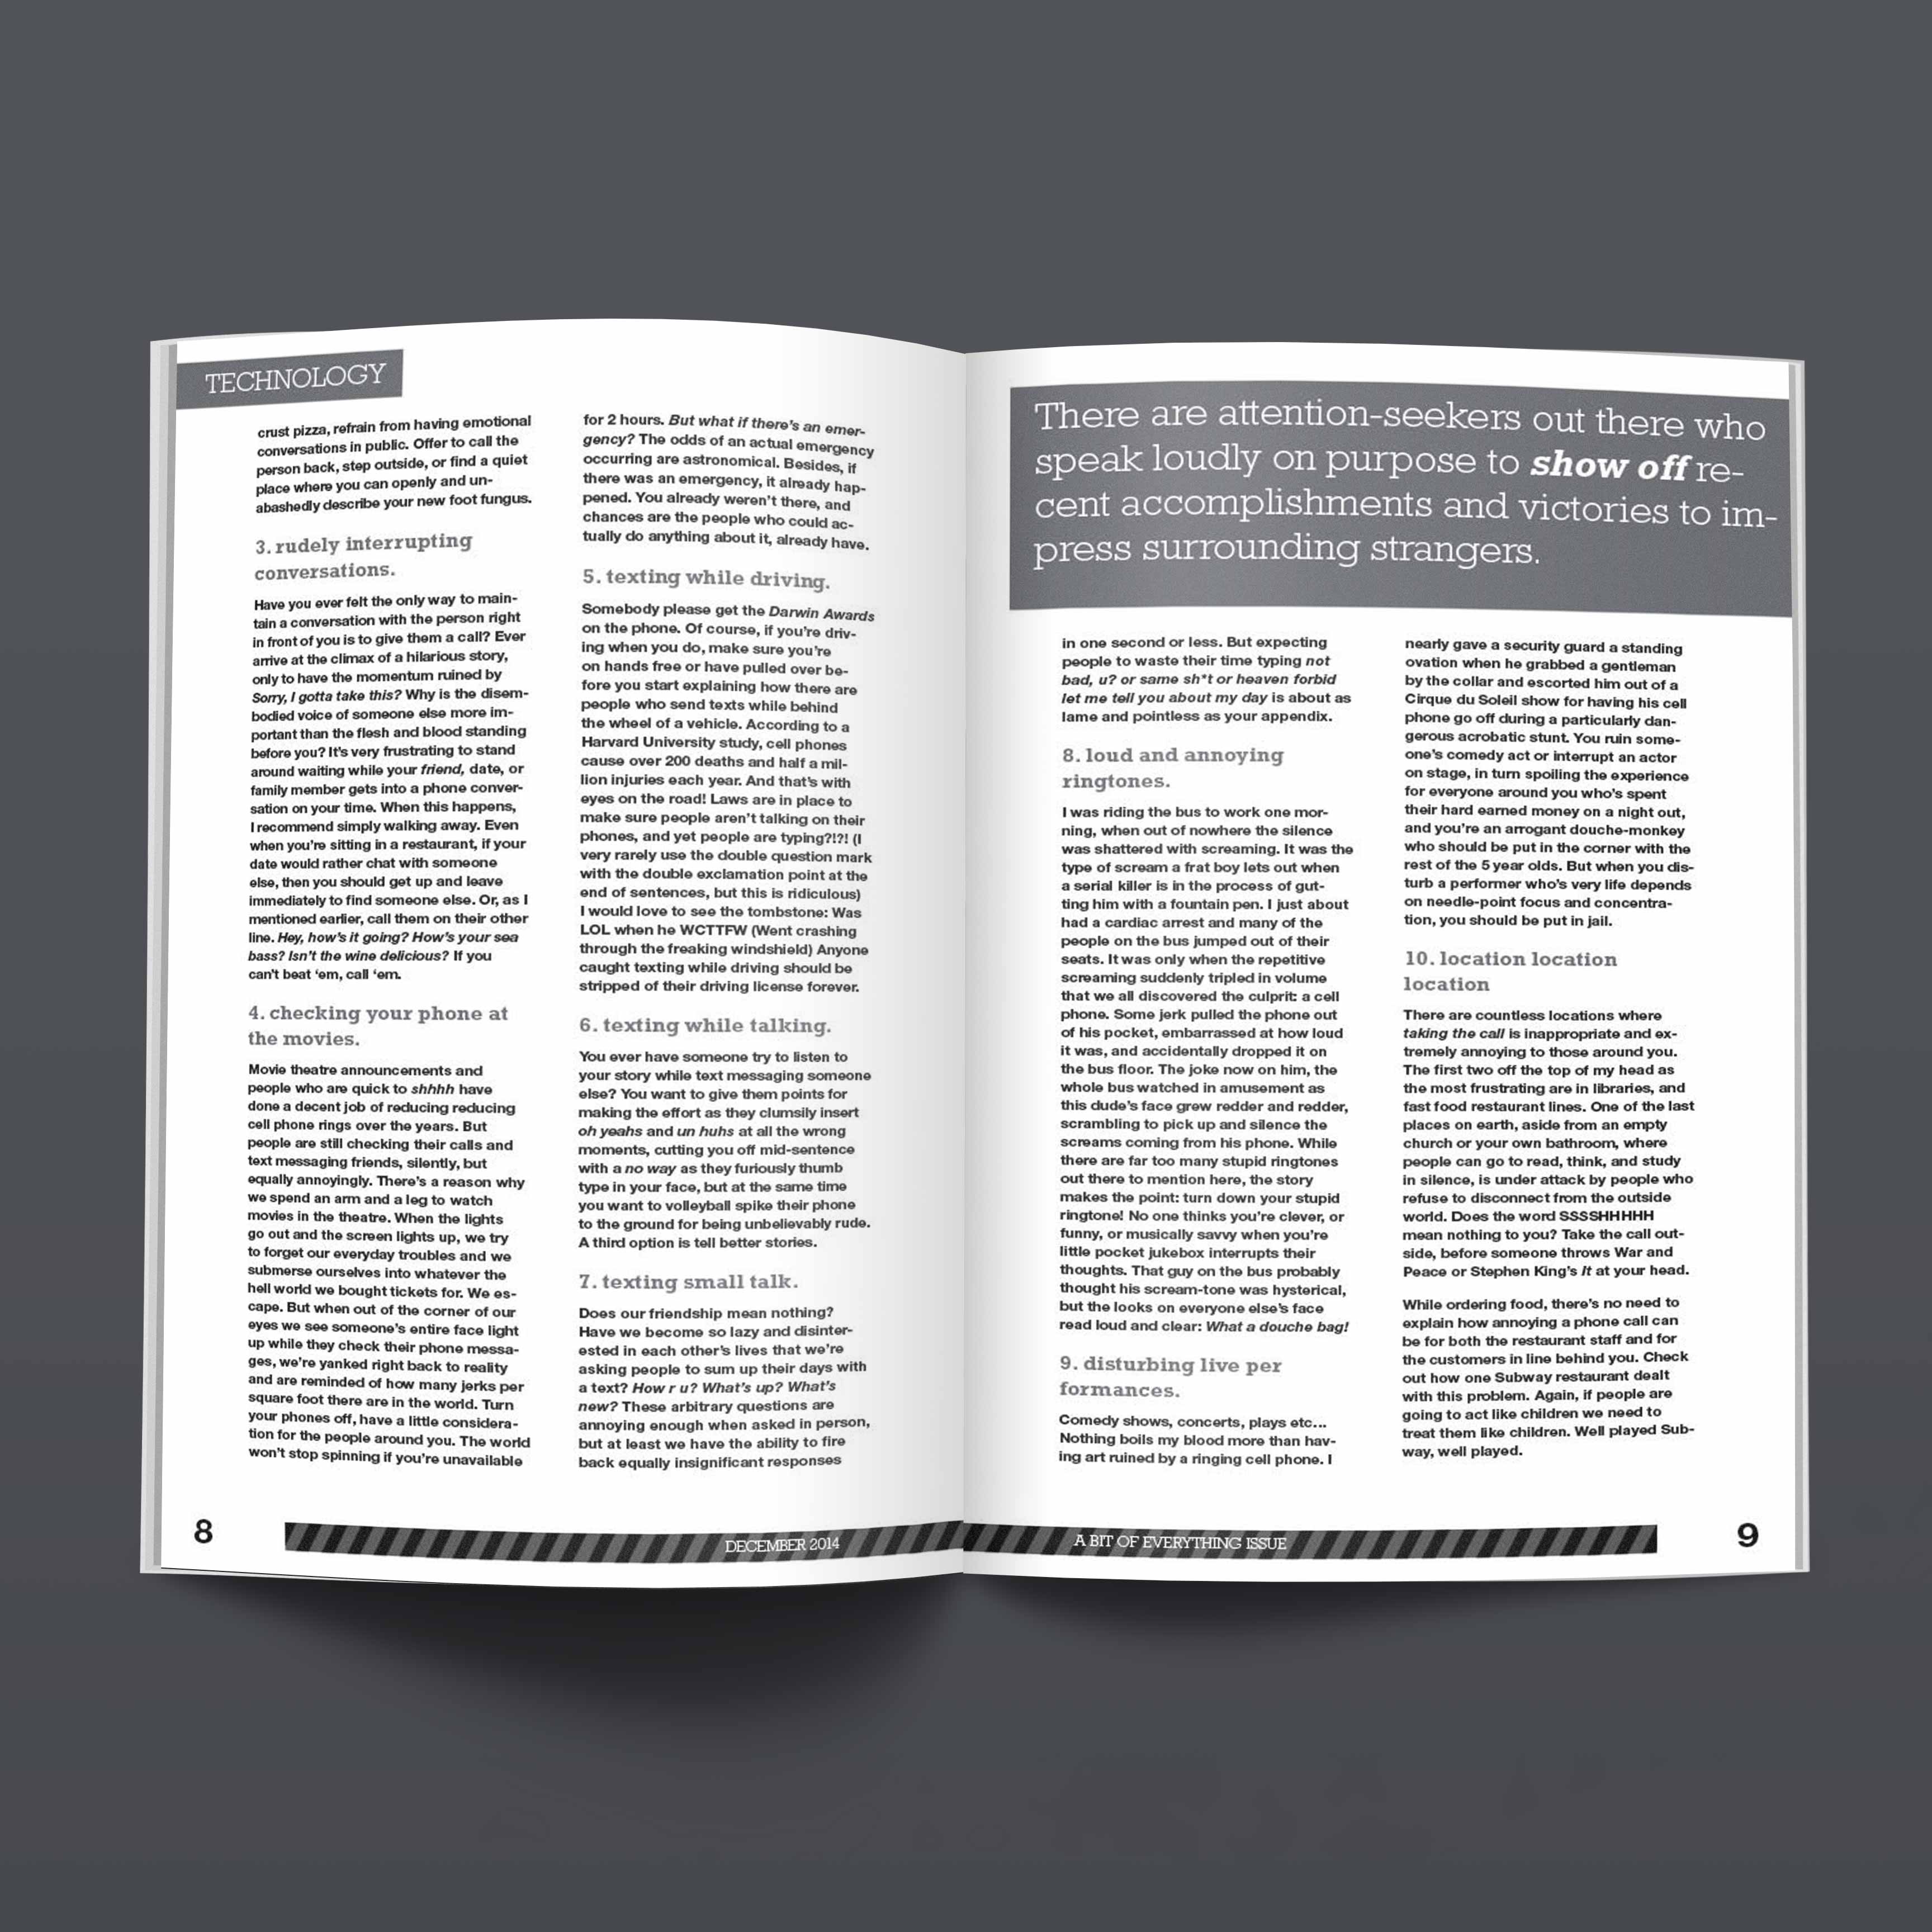 TECHNOLOGY
crust pizza, refrain from having emotional
conversations in public. Offer to call the
person back, step outside, or find a quiet
place where you can openly and un-
abashedly describe your new foot fungus.
3. rudely interrupting
conversations.
Have you ever felt the only way to main-
tain a conversation with the person right
in front of you is to give them a call? Ever
arrive at the climax of a hilarious story,
only to have the momentum ruined by
Sorry, I gotta take this? Why is the disem-
bodied voice of someone else more im-
portant than the flesh and blood standing
before you? It's very frustrating to stand
around waiting while your friend, date, or
family member gets into a phone conver-
sation on your time. When this happens,
I recommend simply walking away. Even
when you're sitting in a restaurant, if your
date would rather chat with someone
else, then you should get up and leave
immediately to find someone else. Or, as I
mentioned earlier, call them on their other
line. Hey, how's it going? How's your sea
bass? Isn't the wine delicious? If you
can't beat ‘em, call ‘em.
4. checking your phone at
the movies.
Movie theatre announcements and
people who are quick to shhhh have
done a decent job of reducing reducing
cell phone rings over the years. But
people are still checking their calls and
text messaging friends, silently, but
equally annoyingly. There's a reason why
we spend an arm and a leg to watch
movies in the theatre. When the lights
go out and the screen lights up, we try
to forget our everyday troubles and we
submerse ourselves into whatever the
hell world we bought tickets for. We es-
cape. But when out of the corner of our
eyes we see someone's entire face light
up while they check their phone messa-
ges, we're yanked right back to reality
and are reminded of how many jerks per
square foot there are in the world. Turn
your phones off, have a little considera-
tion for the people around you. The world
won't stop spinning if you're unavailable
for 2 hours. But what if there's an emer-
gency? The odds of an actual emergency
occurring are astronomical. Besides, if
there was an emergency, it already hap-
pened. You already weren't there, and
chances are the people who could ac-
tually do anything about it, already have.
5. texting while driving.
Somebody please get the Darwin Awards
on the phone. Of course, if you're driv-
ing when you do, make sure you're
on hands free or have pulled over be-
fore you start explaining how there are
people who send texts while behind
the wheel of a vehicle. According to a
Harvard University study, cell phones
cause over 200 deaths and half a mil-
lion injuries each year. And that's with
eyes on the road! Laws are in place to
make sure people aren't talking on their
phones, and yet people are typing?!?! (I
very rarely use the double question mark
with the double exclamation point at the
end of sentences, but this is ridiculous)
I would love to see the tombstone: Was
LOL when he WCTTFW (Went crashing
through the freaking windshield) Anyone
caught texting while driving should be
stripped of their driving license forever.
6. texting while talking.
You ever have someone try to listen to
your story while text messaging someone
else? You want to give them points for
making the effort as they clumsily insert
oh yeahs and un huhs at all the wrong
moments, cutting you off mid-sentence
with a no way as they furiously thumb
type in your face, but at the same time
you want to volleyball spike their phone
to the ground for being unbelievably rude.
A third option is tell better stories.
7. texting small talk.
Does our friendship mean nothing?
Have we become so lazy and disinter-
ested in each other's lives that we're
asking people to sum up their days with
a text? How r u? What's up? What's
new? These arbitrary questions are
annoying enough when asked in person,
but at least we have the ability to fire
back equally insignificant responses
8
DECEMBER 2014
There are attention-seekers out there who
speak loudly on purpose to show off re-
cent accomplishments and victories to im-
press surrounding strangers.
in one second or less. But expecting
people to waste their time typing not
bad, u? or same sh*t or heaven forbid
let me tell you about my day is about as
lame and pointless as your appendix.
8. loud and annoying
ringtones.
I was riding the bus to work one mor-
ning, when out of nowhere the silence
was shattered with screaming. It was the
type of scream a frat boy lets out when
a serial killer is in the process of gut-
ting him with a fountain pen. I just about
had a cardiac arrest and many of the
people on the bus jumped out of their
seats. It was only when the repetitive
screaming suddenly tripled in volume
that we all discovered the culprit: a cell
phone. Some jerk pulled the phone out
of his pocket, embarrassed at how loud
it was, and accidentally dropped it on
the bus floor. The joke now on him, the
whole bus watched in amusement as
this dude's face grew redder and redder,
scrambling to pick up and silence the
screams coming from his phone. While
there are far too many stupid ringtones
out there to mention here, the story
makes the point: turn down your stupid
ringtone! No one thinks you're clever, or
funny, or musically savvy when you're
little pocket jukebox interrupts their
thoughts. That guy on the bus probably
thought his scream-tone was hysterical,
but the looks on everyone else's face
read loud and clear: What a douche bag!
9. disturbing live per
formances.
Comedy shows, concerts, plays etc...
Nothing boils my blood more than hav-
ing art ruined by a ringing cell phone. I
nearly gave a security guard a standing
ovation when he grabbed a gentleman
by the collar and escorted him out of a
Cirque du Soleil show for having his cell
phone go off during a particularly dan-
gerous acrobatic stunt. You ruin some-
one's comedy act or interrupt an actor
on stage, in turn spoiling the experience
for everyone around you who's spent
their hard earned money on a night out,
and you're an arrogant douche-monkey
who should be put in the corner with the
rest of the 5 year olds. But when you dis-
turb a performer who's very life depends
on needle-point focus and concentra-
tion, you should be put in jail.
10. location location
location
There are countless locations where
taking the call is inappropriate and ex-
tremely annoying to those around you.
The first two off the top of my head as
the most frustrating are in libraries, and
fast food restaurant lines. One of the last
places on earth, aside from an empty
church or your own bathroom, where
people can go to read, think, and study
in silence, is under attack by people who
refuse to disconnect from the outside
world. Does the word SSSSHHHHH
mean nothing to you? Take the call out-
side, before someone throws War and
Peace or Stephen King's It at your head.
While ordering food, there's no need to
explain how annoying a phone call can
be for both the restaurant staff and for
the customers in line behind you. Check
out how one Subway restaurant dealt
with this problem. Again, if people are
going to act like children we need to
treat them like children. Well played Sub-
way, well played.
A BIT OF EVERYTHING ISSUE
9